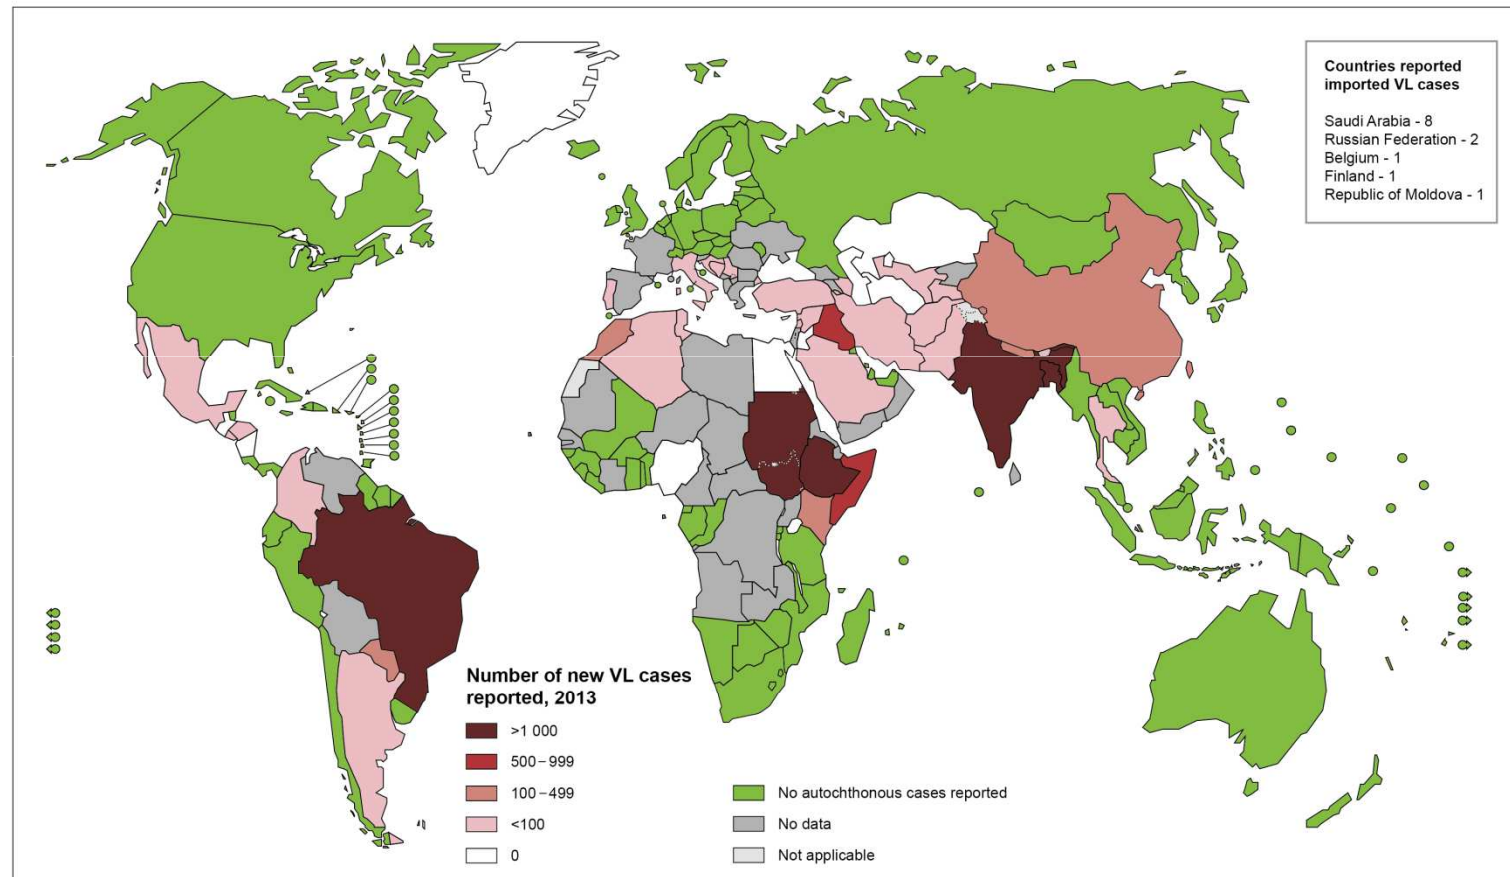 Countries reported
imported VL cases
Saudi Arabia - 8
Russian Federation - 2
Belgium - 1
Finland - 1
Republic of Moldova - 1
Number of new VL cases
reported, 2013
>1 000
500–999
100–499
<100
0
No autochthonous cases reported
No data
Not applicable